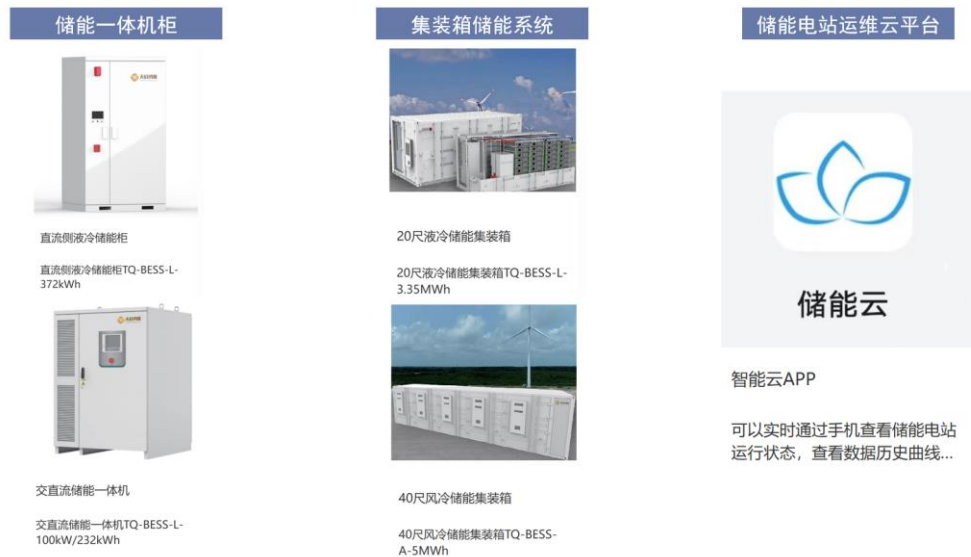 储能一体机柜
直流侧液冷储能柜
直流侧液冷储能柜TQ-BESS-L-
372kWh
交直流储能一体机
交直流储能一体机TQ-BESS-L-
100kW/232kWh
集装箱储能系统
20尺液冷储能集装箱
20尺液冷储能集装箱TQ-BESS-L-
3.35MWh
40尺风冷储能集装箱
40尺风冷储能集装箱TQ-BESS-
A-5MWh
储能电站运维云平台
储能云
智能云APP
可以实时通过手机查看储能电站
运行状态，查看数据历史曲线...